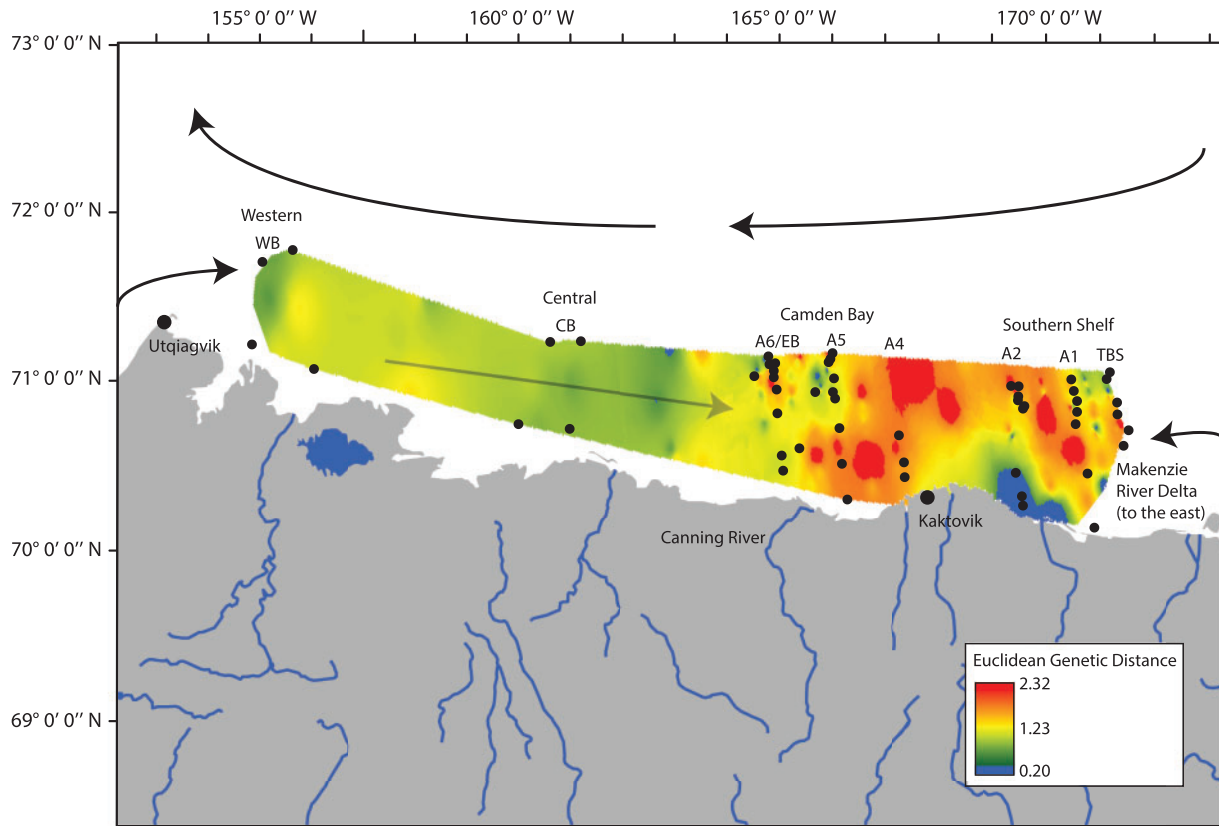 155° 0' 0'' W 160° 0' 0'' W 165° 0' 0'' W 170° 0' 0'' W
73° 0' 0'' N
72° 0' 0'' N
Western
WB
Central
CB
Camden Bay
A6/EB A5 A4
Southern Shelf
A2 A1 TBS
Utqiagvik
71° 0' 0'' N
Makenzie
River Delta
(to the east)
Kaktovik
Canning River
70° 0' 0'' N
69° 0' 0'' N
Euclidean Genetic Distance
2.32
1.23
0.20